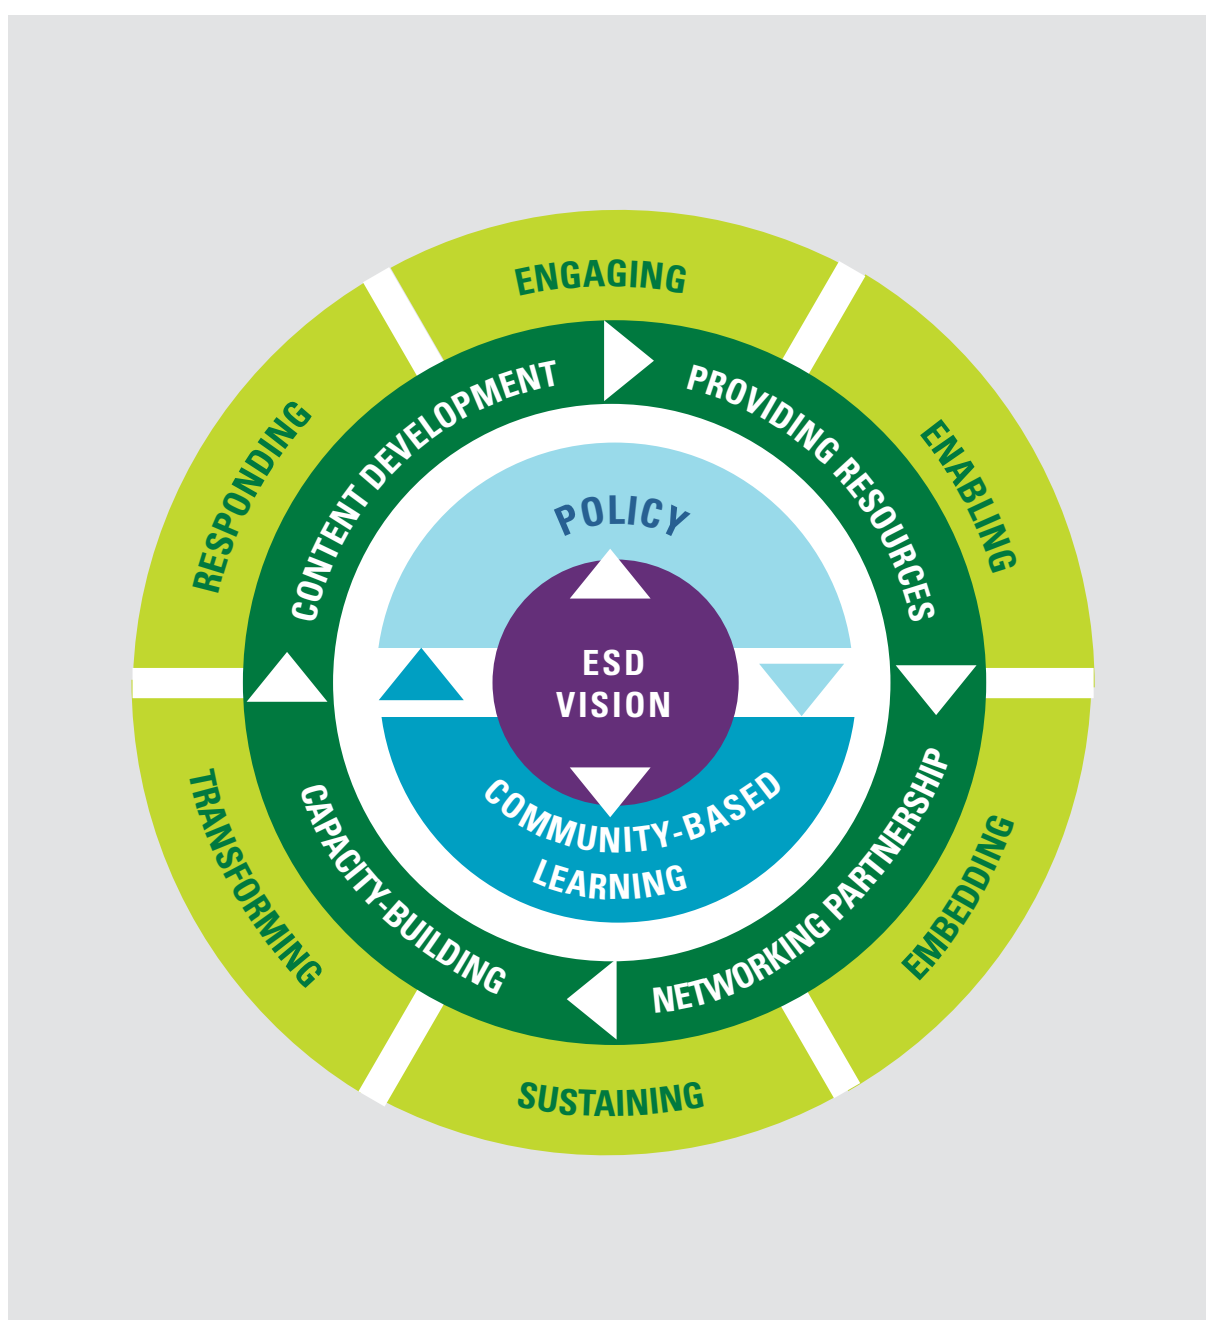 ENGAGING
ENABLING
EMBEDDING
SUSTAINING
TRANSFORMING
RESPONDING
CONTENT DEVELOPMENT
PROVIDING RESOURCES
NETWORKING PARTNERSHIP
CAPACITY-BUILDING
POLICY
ESD
VISION
COMMUNITY-BASED
LEARNING